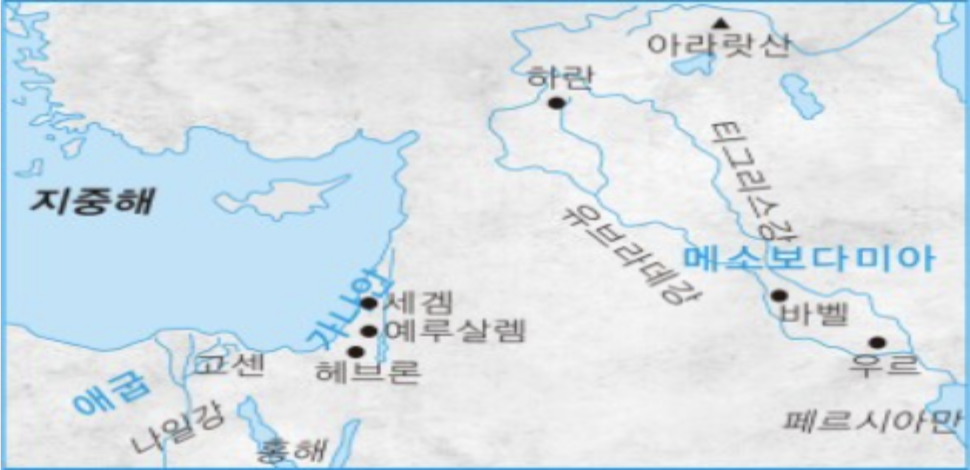 아라랏산
하란
티그리스강
지중해
유브라데강
메소보다미아
가나안
세겜
바벨
예루살렘
고센
헤브론
우르
애굽
나일강
홍해
페르시아만